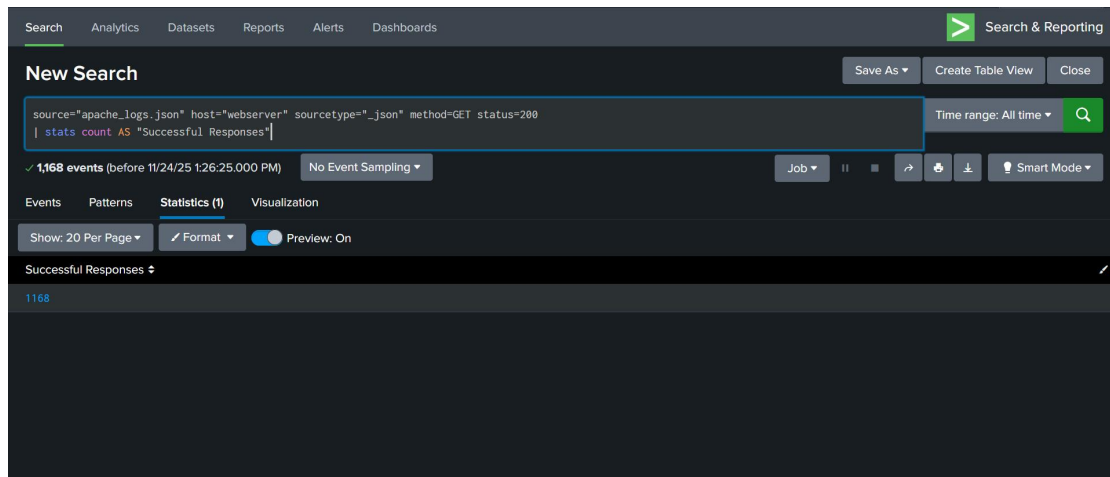 Search Analytics Datasets Reports Alerts Dashboards Search & Reporting
New Search Save As Create Table View Close
source="apache_logs.json" host="webserver" sourcetype="_json" method=GET status=200 Time range: All time
| stats count AS "Successful Responses"
1,168 events (before 11/24/25 1:26:25.000 PM) No Event Sampling Job Smart Mode
Events Patterns Statistics (1) Visualization
Show: 20 Per Page Format Preview: On
Successful Responses
1168